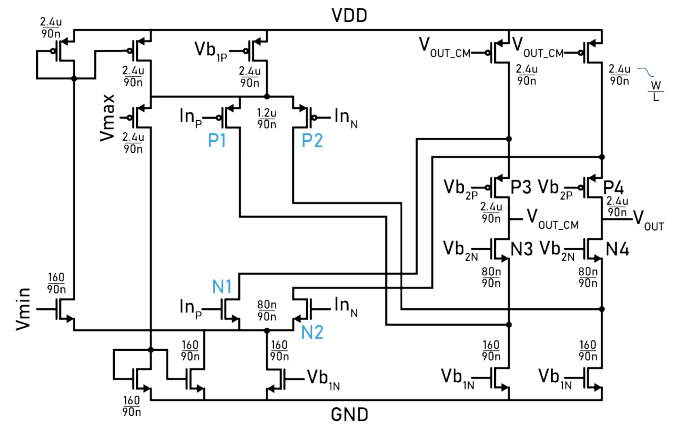 VDD
2.4u
90n
2.4u
90n
Vb1P
2.4u
90n
VOUT_CM
2.4u
90n
VOUT_CM
2.4u
90n
W
L
Vmax
2.4u
90n
InP
P1
1.2u
90n
P2
InN
Vb2P
P3
2.4u
90n
Vb2P
P4
2.4u
90n
VOUT_CM
VOUT
Vb2N
N3
80n
90n
Vb2N
N4
80n
90n
Vmin
160
90n
InP
N1
80n
90n
N2
InN
160
90n
160
90n
160
90n
Vb1N
160
90n
Vb1N
160
90n
Vb1N
GND